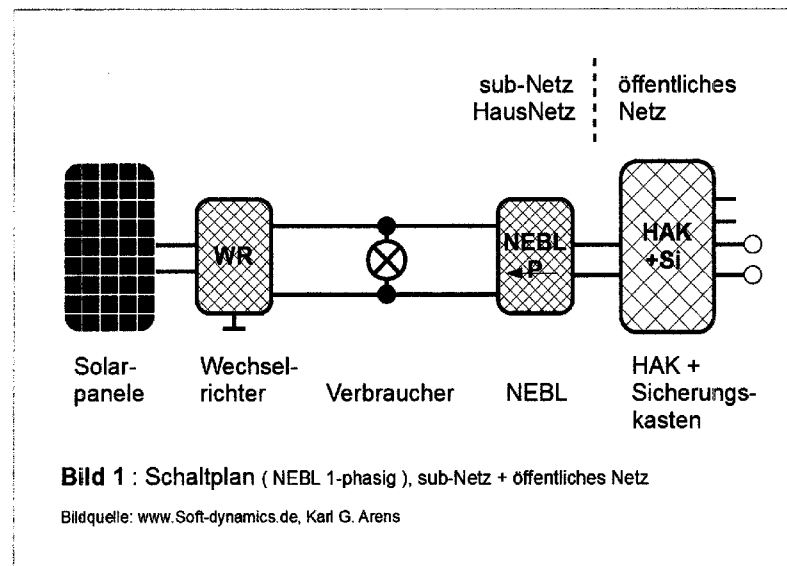 sub-Netz
HausNetz
öffentliches
Netz
WR
NEBL
P
HAK
+Si
Solar-
panele
Wechsel-
richter
Verbraucher
NEBL
HAK +
Sicherungs-
kasten
Bild 1 : Schaltplan ( NEBL 1-phasig ), sub-Netz + öffentliches Netz
Bildquelle: www.Soft-dynamics.de, Karl G. Arens